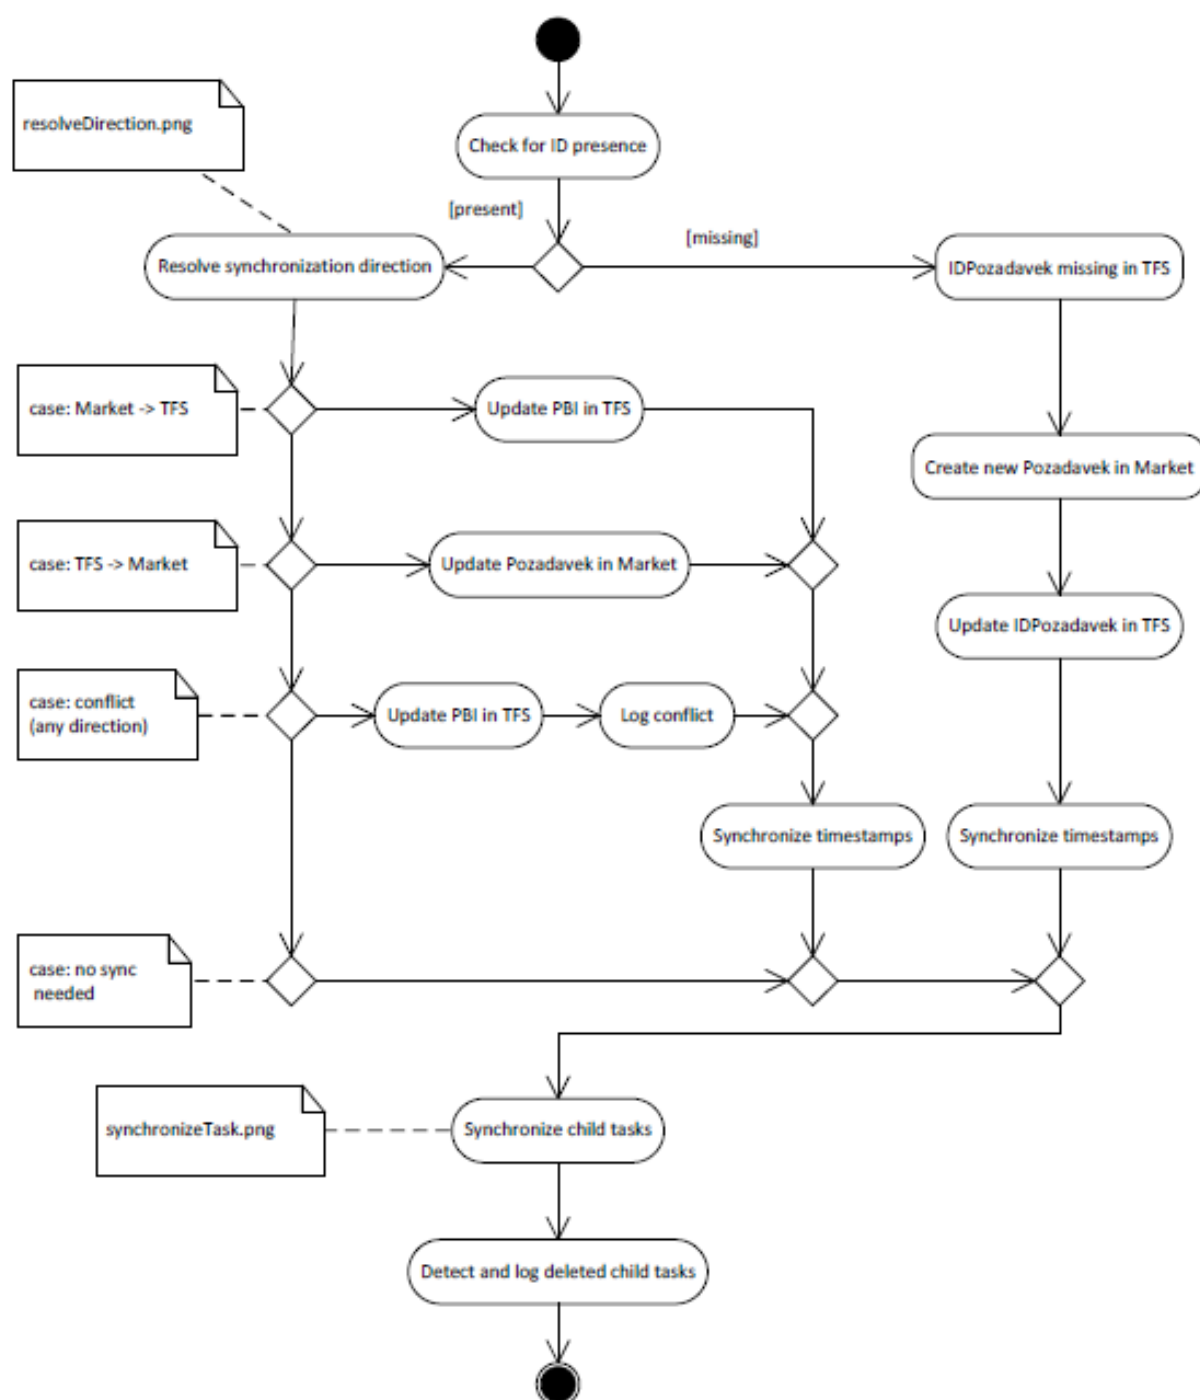 resolveDirection.png
Check for ID presence
[present]
[missing]
Resolve synchronization direction
IDPozadavek missing in TFS
case: Market -> TFS
Update PBI in TFS
Create new Pozadavek in Market
case: TFS -> Market
Update Pozadavek in Market
Update IDPozadavek in TFS
case: conflict
(any direction)
Update PBI in TFS
Log conflict
Synchronize timestamps
Synchronize timestamps
case: no sync
needed
synchronizeTask.png
Synchronize child tasks
Detect and log deleted child tasks